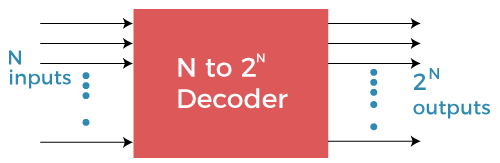 N
inputs
N to 2ᴺ
Decoder
2ᴺ
outputs